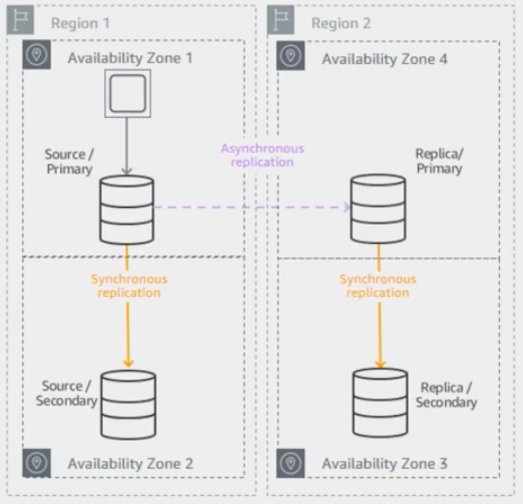 Region 1
Region 2
Availability Zone 1
Availability Zone 4
Source /
Primary
Asynchronous
replication
Replica/
Primary
Synchronous
replication
Synchronous
replication
Source /
Secondary
Replica /
Secondary
Availability Zone 2
Availability Zone 3